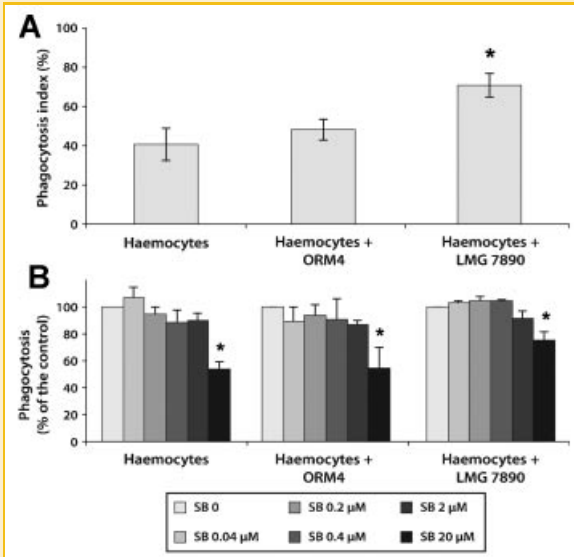 A
Phagocytosis index (%)
100
80
60
40
20
0
*
Haemocytes
Haemocytes +
ORM4
Haemocytes +
LMG 7890
B
Phagocytosis
(% of the control)
100
80
60
40
20
0
*
*
*
Haemocytes
Haemocytes +
ORM4
Haemocytes +
LMG 7890
SB 0
SB 0.2 µM
SB 2 µM
SB 0.04 µM
SB 0.4 µM
SB 20 µM